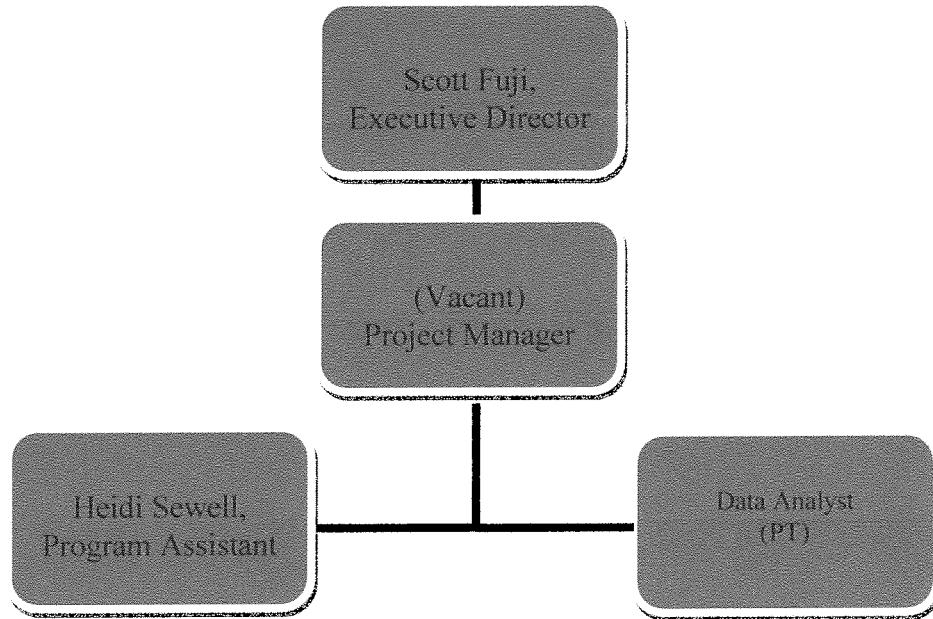 Scott Fuji,
Executive Director
(Vacant)
Project Manager
Heidi Sewell,
Program Assistant
Data Analyst
(PT)